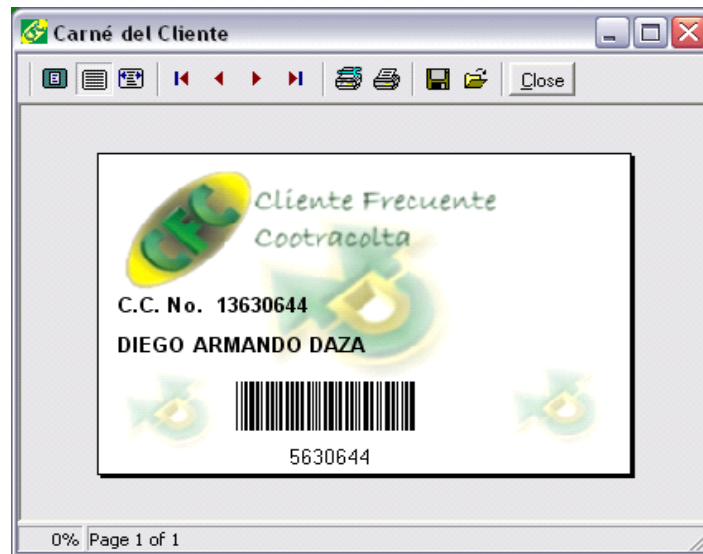 Carné del Cliente
Close
CFC
Cliente Frecuente
Cootracolta
C.C. No. 13630644
DIEGO ARMANDO DAZA
5630644
0% Page 1 of 1